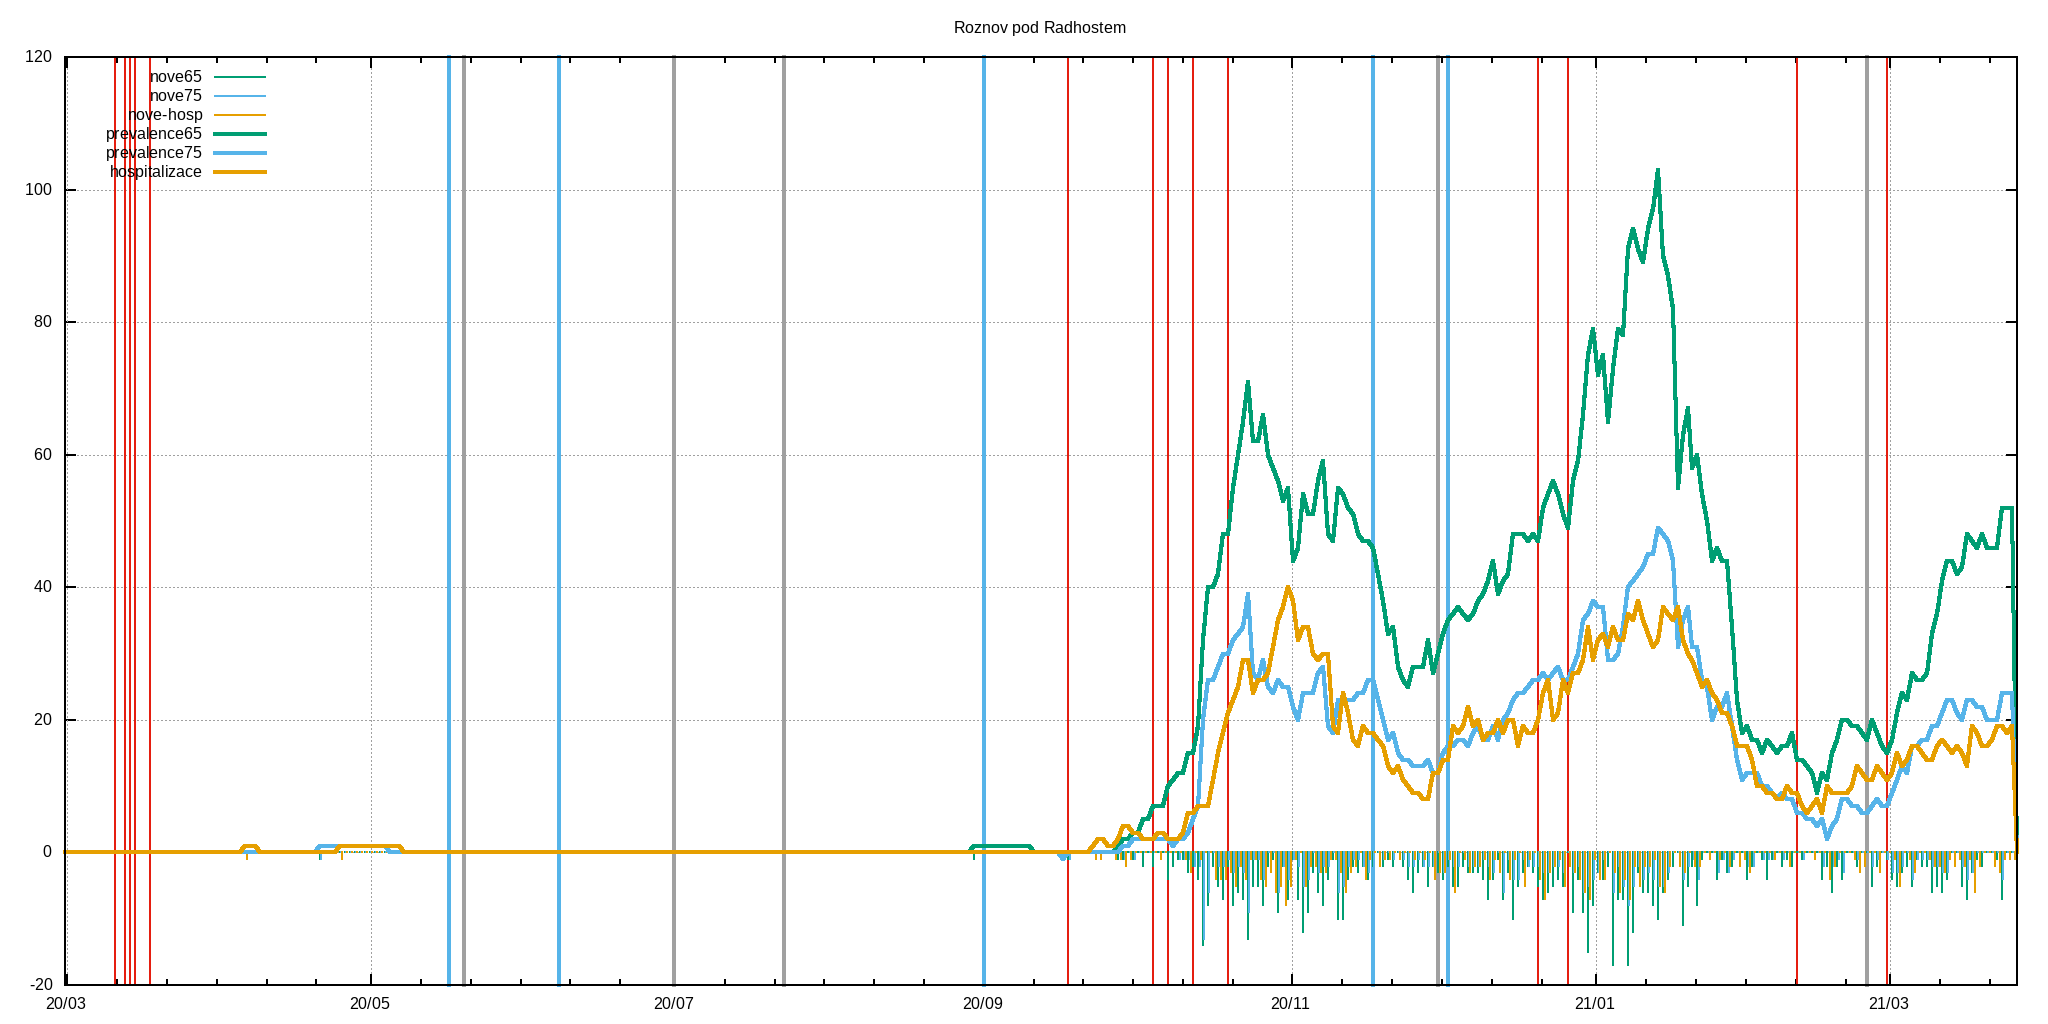 Roznov pod Radhostem
120
100
80
60
40
20
0
-20
nove65
nove75
nove-hosp
prevalence65
prevalence75
hospitalizace
20/03 20/05 20/07 20/09 20/11 21/01 21/03